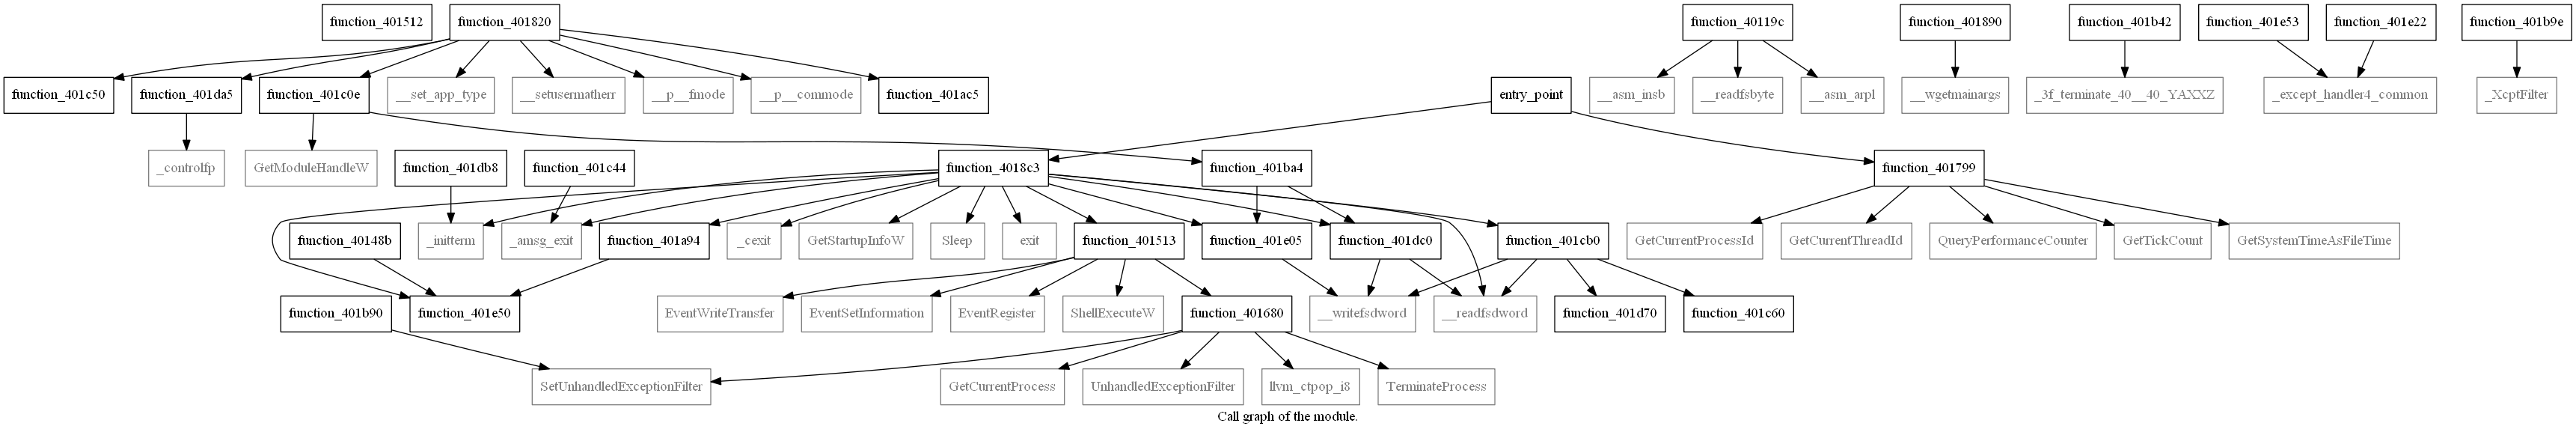 function_401512
function_401820
function_40119c
function_401890
function_401b42
function_401e53
function_401e22
function_401b9e
function_401c50
function_401da5
function_401c0e
__set_app_type
__setusermatherr
__p__fmode
__p__commode
function_401ac5
entry_point
__asm_insb
__readfsbyte
__asm_arpl
__wgetmainargs
_3f_terminate_40__40_YAXXZ
_except_handler4_common
_XcptFilter
_controlfp
GetModuleHandleW
function_401db8
function_401c44
function_4018c3
function_401ba4
function_401799
function_40148b
_initterm
_amsg_exit
function_401a94
_cexit
GetStartupInfoW
Sleep
exit
function_401513
function_401e05
function_401dc0
function_401cb0
GetCurrentProcessId
GetCurrentThreadId
QueryPerformanceCounter
GetTickCount
GetSystemTimeAsFileTime
function_401b90
function_401e50
EventWriteTransfer
EventSetInformation
EventRegister
ShellExecuteW
function_401680
__writefsdword
__readfsdword
function_401d70
function_401c60
SetUnhandledExceptionFilter
GetCurrentProcess
UnhandledExceptionFilter
llvm_ctpop_i8
TerminateProcess
Call graph of the module.